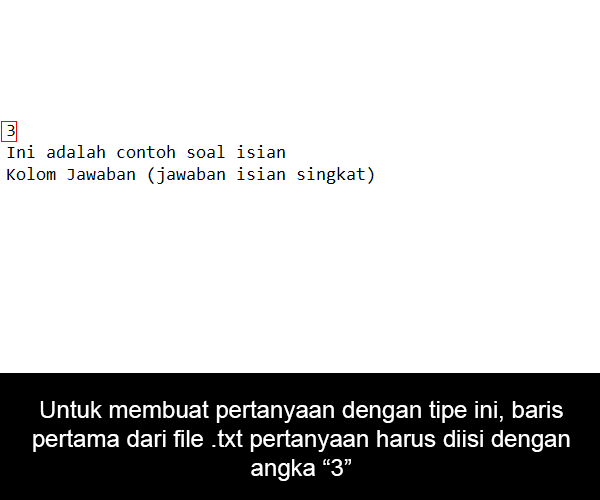 3
Ini adalah contoh soal isian
Kolom Jawaban (jawaban isian singkat)
Untuk membuat pertanyaan dengan tipe ini, baris
pertama dari file .txt pertanyaan harus diisi dengan
angka “3”